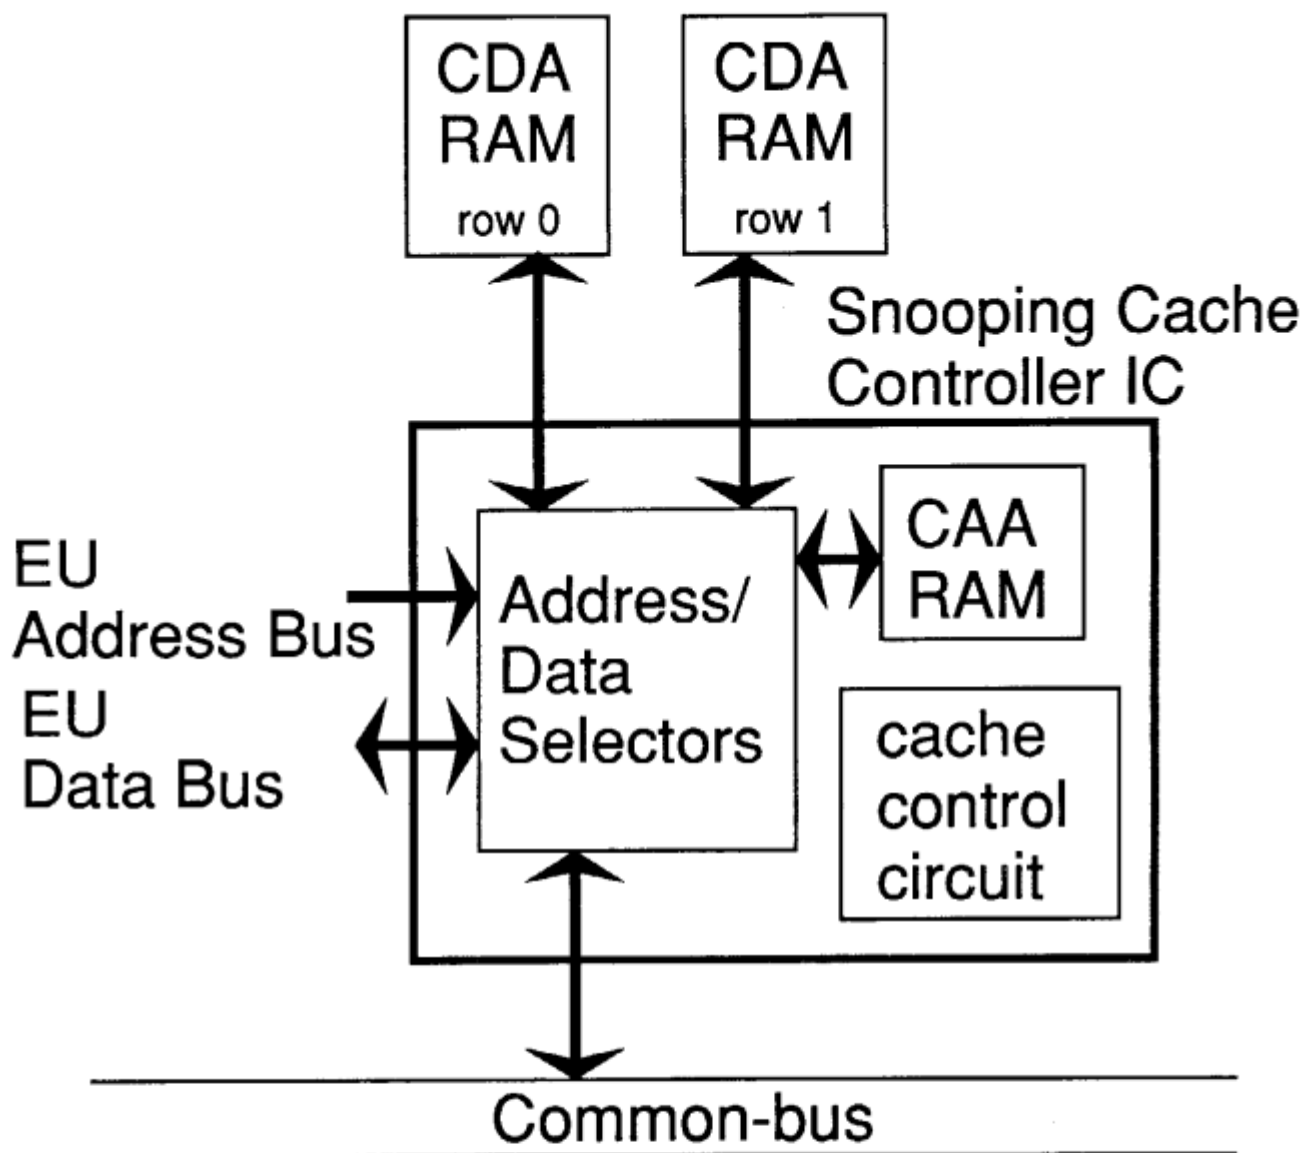 CDA
RAM
row 0
CDA
RAM
row 1
Snooping Cache
Controller IC
EU
Address Bus
EU
Data Bus
Address/
Data
Selectors
CAA
RAM
cache
control
circuit
Common-bus